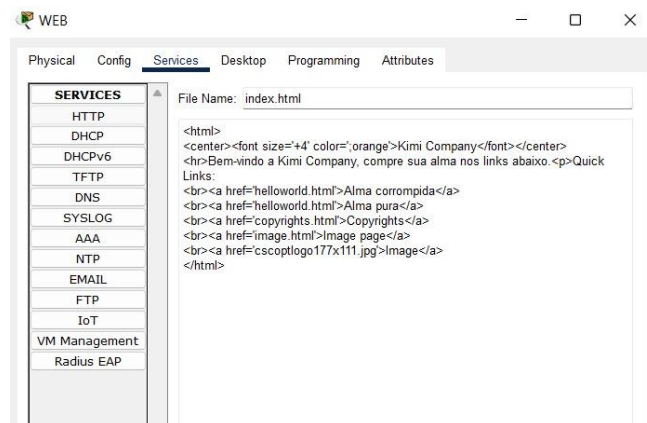 WEB
Physical Config Services Desktop Programming Attributes
SERVICES
HTTP
DHCP
DHCPv6
TFTP
DNS
SYSLOG
AAA
NTP
EMAIL
FTP
IoT
VM Management
Radius EAP
File Name: index.html
<html>
<center><font size='+4' color=';orange'>Kimi Company</font></center>
<hr>Bem-vindo a Kimi Company, compre sua alma nos links abaixo.<p>Quick
Links:
<br><a href='helloworld.html'>Alma corrompida</a>
<br><a href='helloworld.html'>Alma pura</a>
<br><a href='copyrights.html'>Copyrights</a>
<br><a href='image.html'>Image page</a>
<br><a href='cscoptlogo177x111.jpg'>Image</a>
</html>